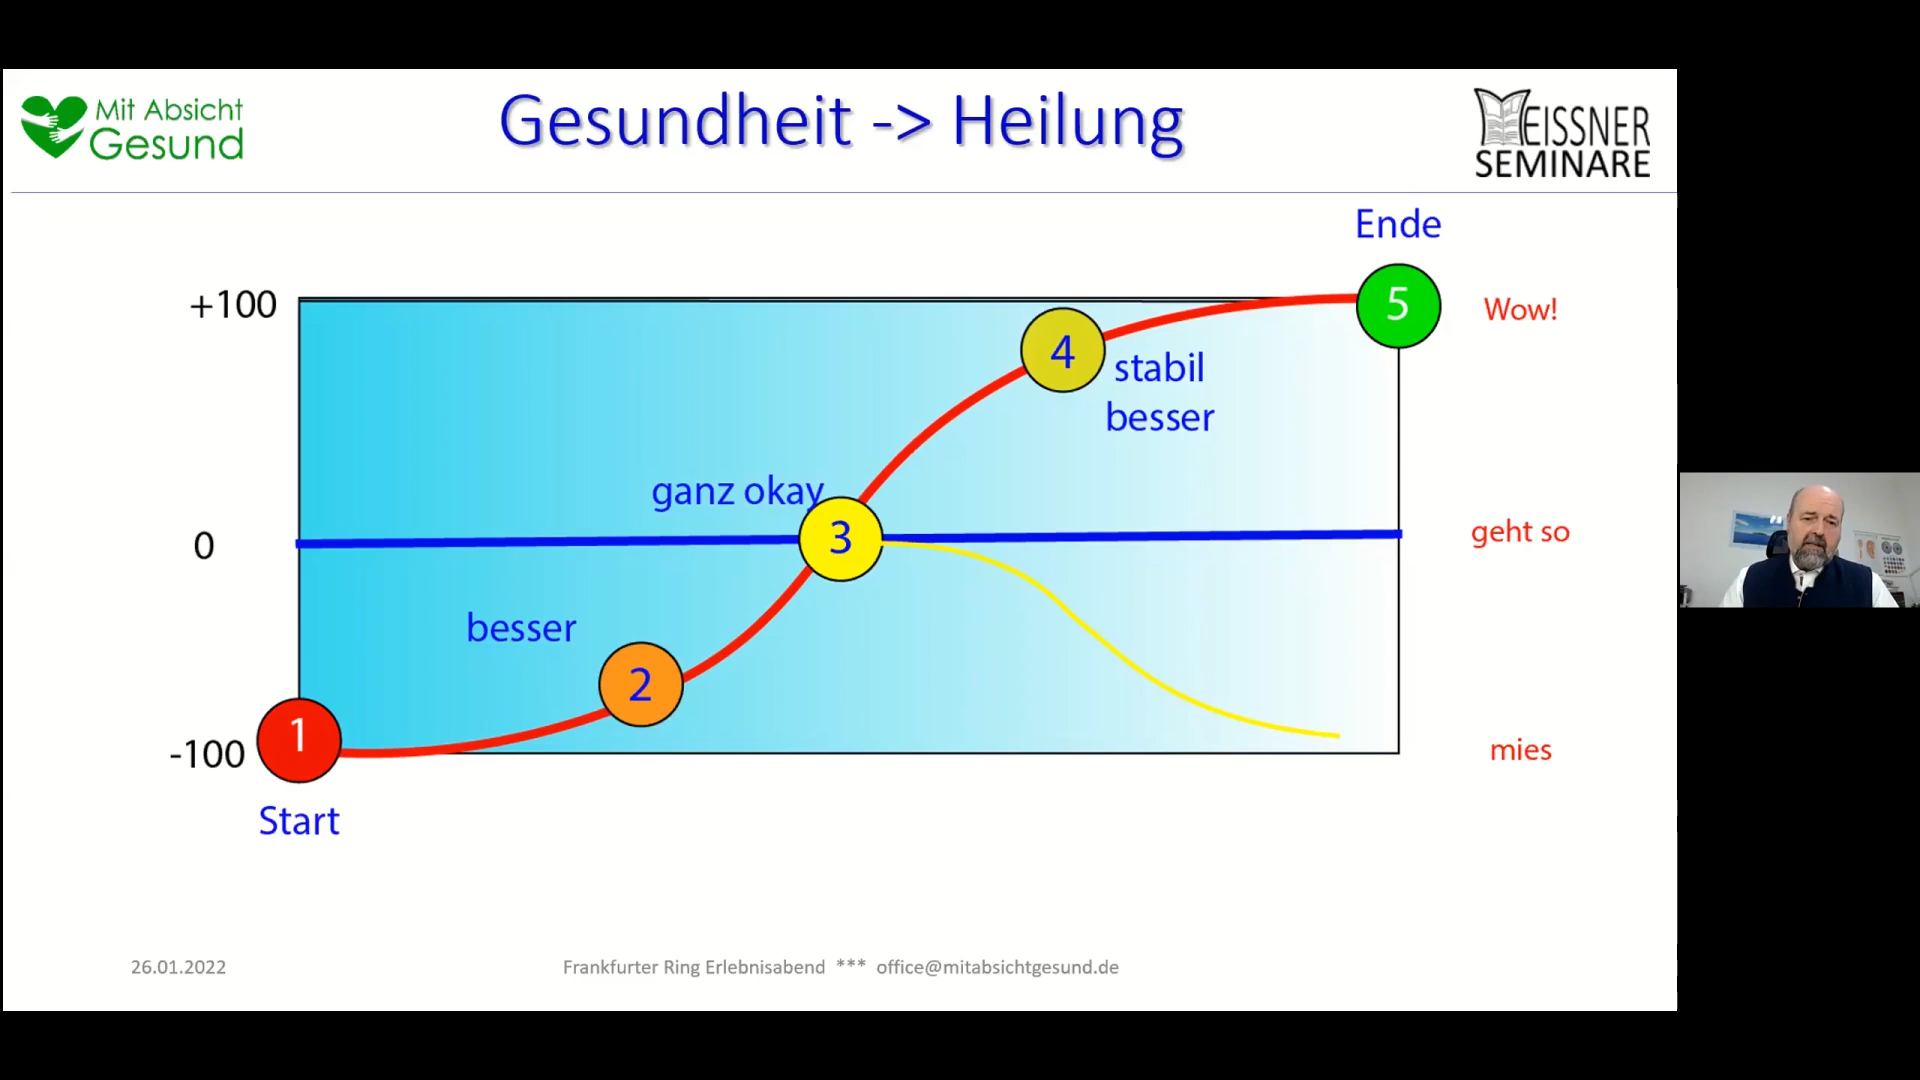 Mit Absicht
Gesund
Gesundheit -> Heilung
MEISSNER
SEMINARE
Ende
+100
5
Wow!
4
stabil
besser
ganz okay
0
3
geht so
besser
2
-100
1
mies
Start
26.01.2022
Frankfurter Ring Erlebnisabend *** office@mitabsichtgesund.de